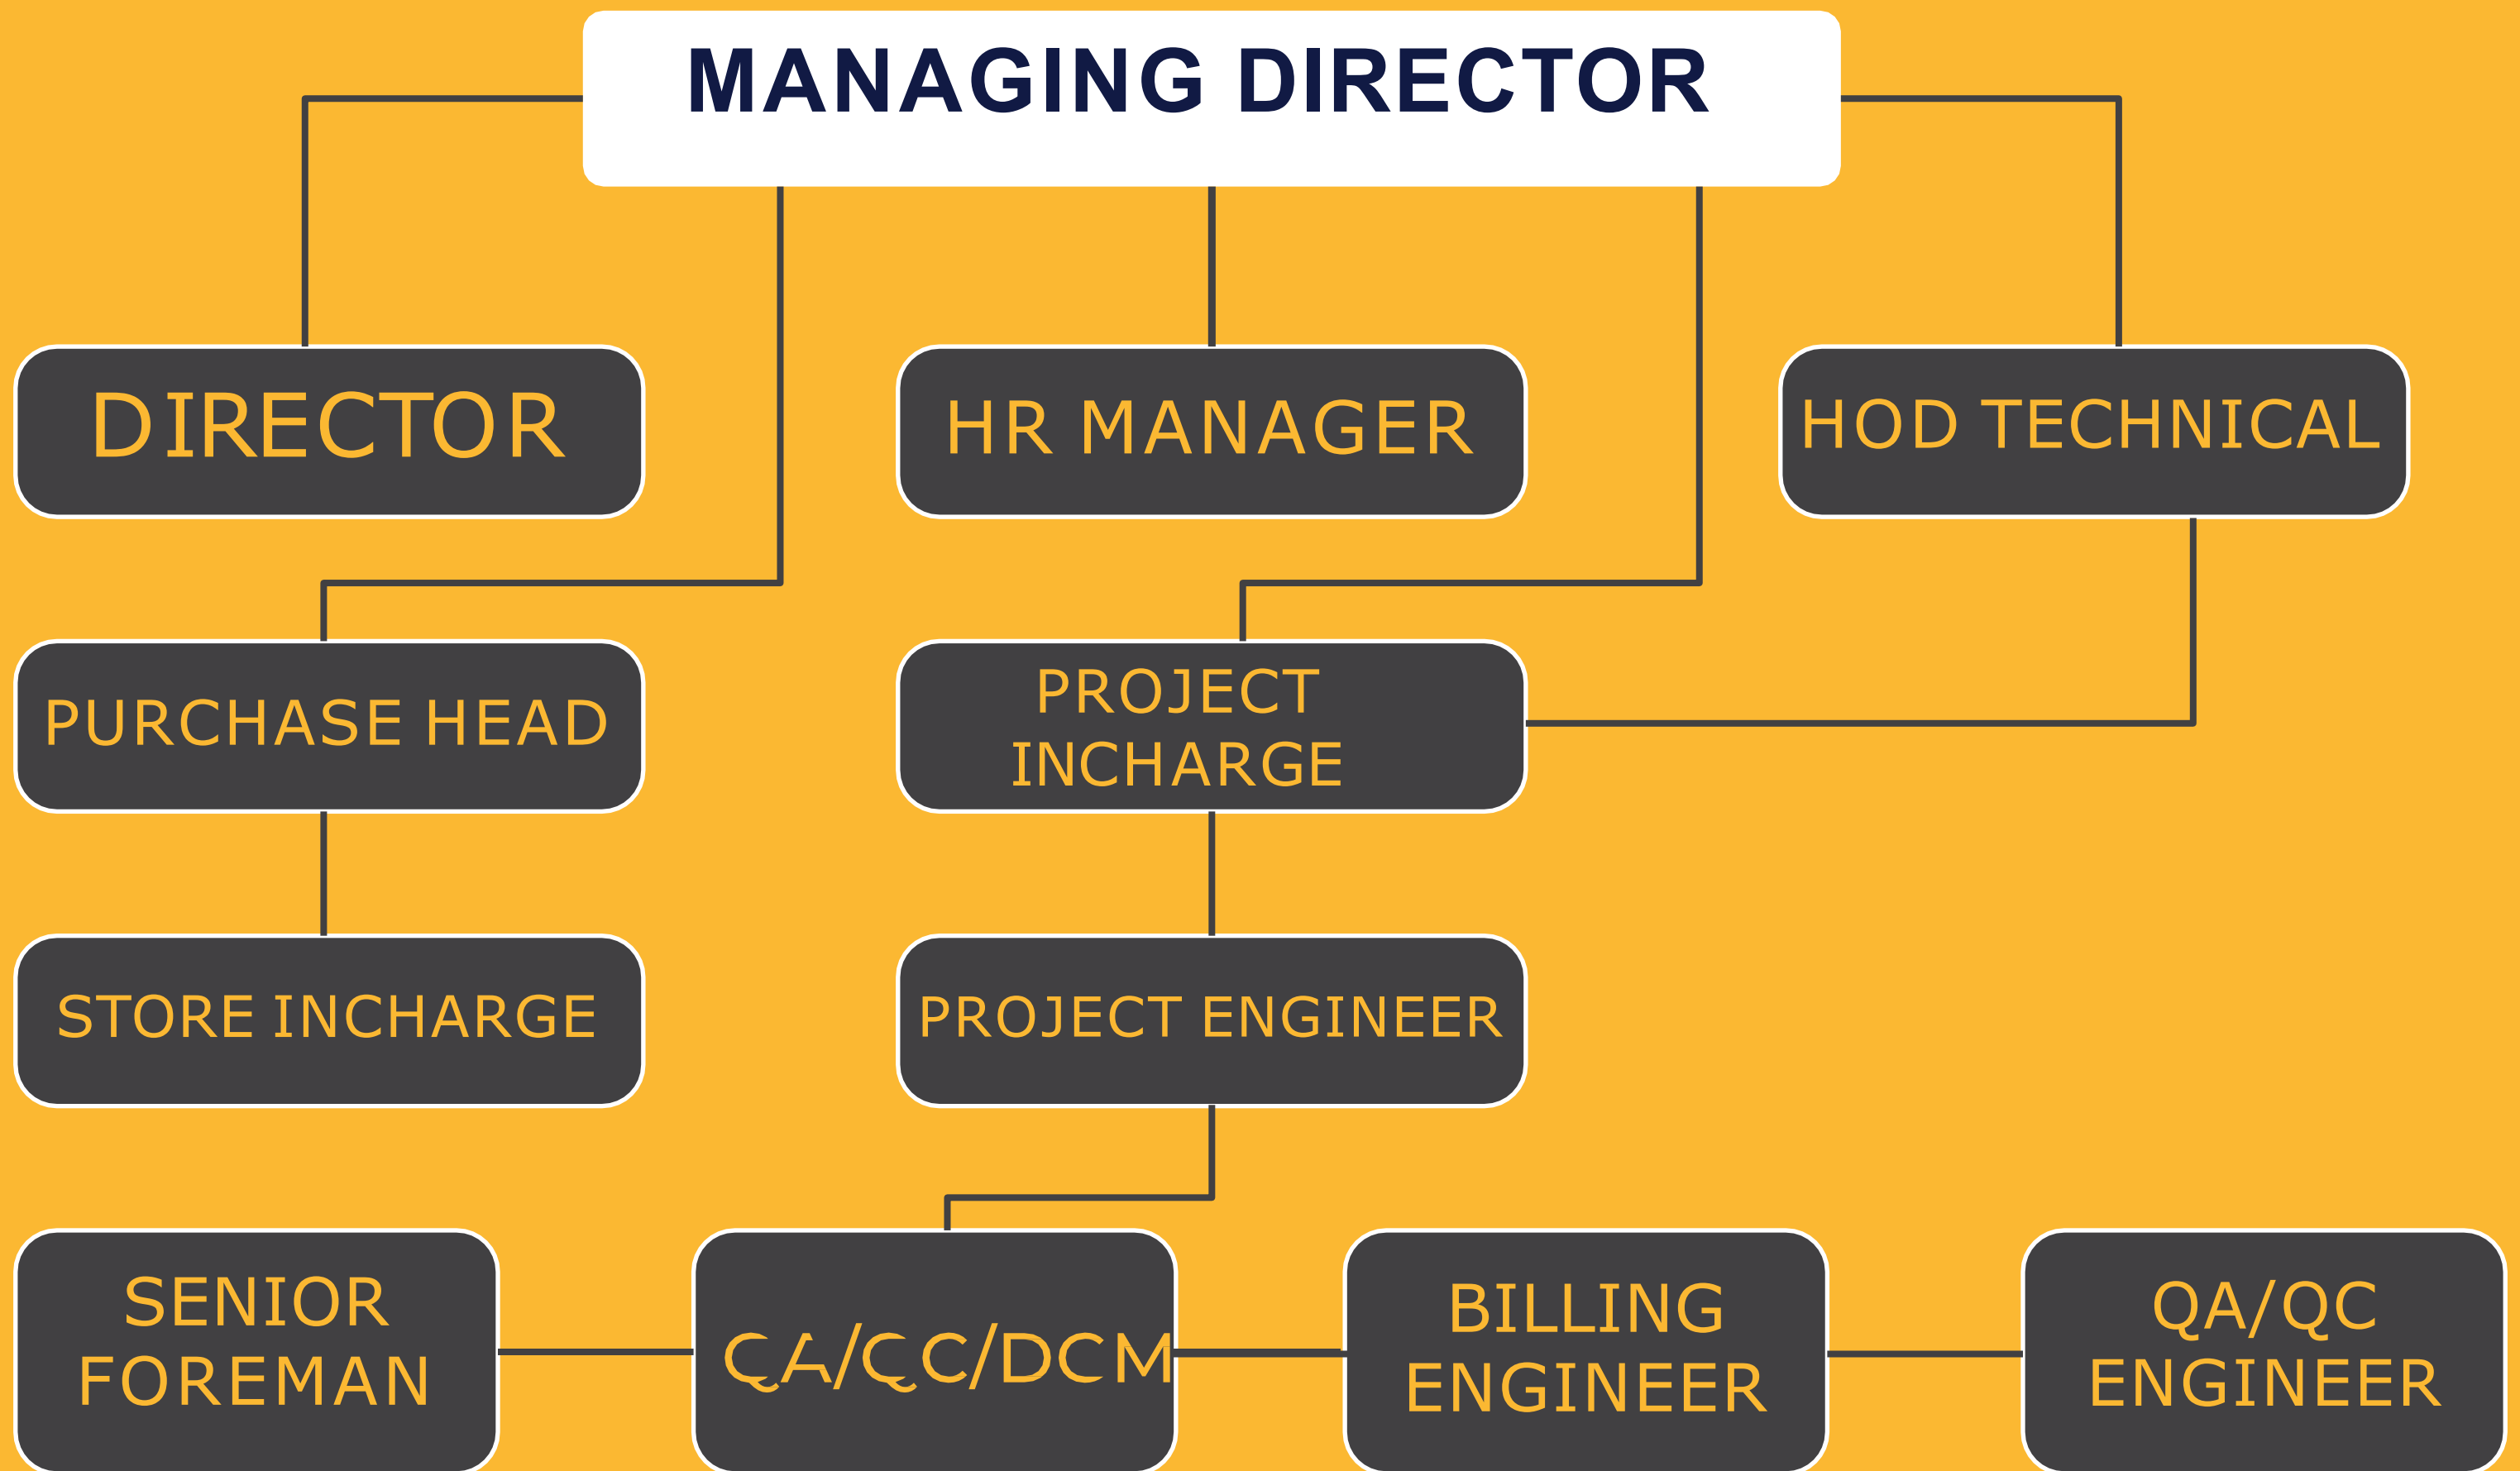 MANAGING DIRECTOR
DIRECTOR
HR MANAGER
HOD TECHNICAL
PURCHASE HEAD
PROJECT
INCHARGE
STORE INCHARGE
PROJECT ENGINEER
SENIOR
FOREMAN
QA/QC/DCM
BILLING
ENGINEER
QA/QC
ENGINEER